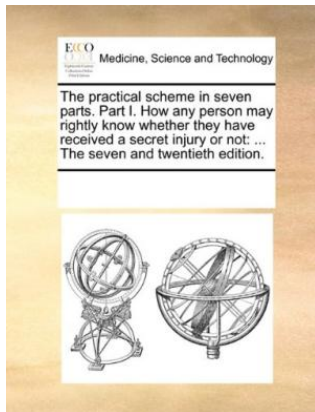 ECCO
Medicine, Science and Technology
The practical scheme in seven
parts. Part I. How any person may
rightly know whether they have
received a secret injury or not: ...
The seven and twentieth edition.